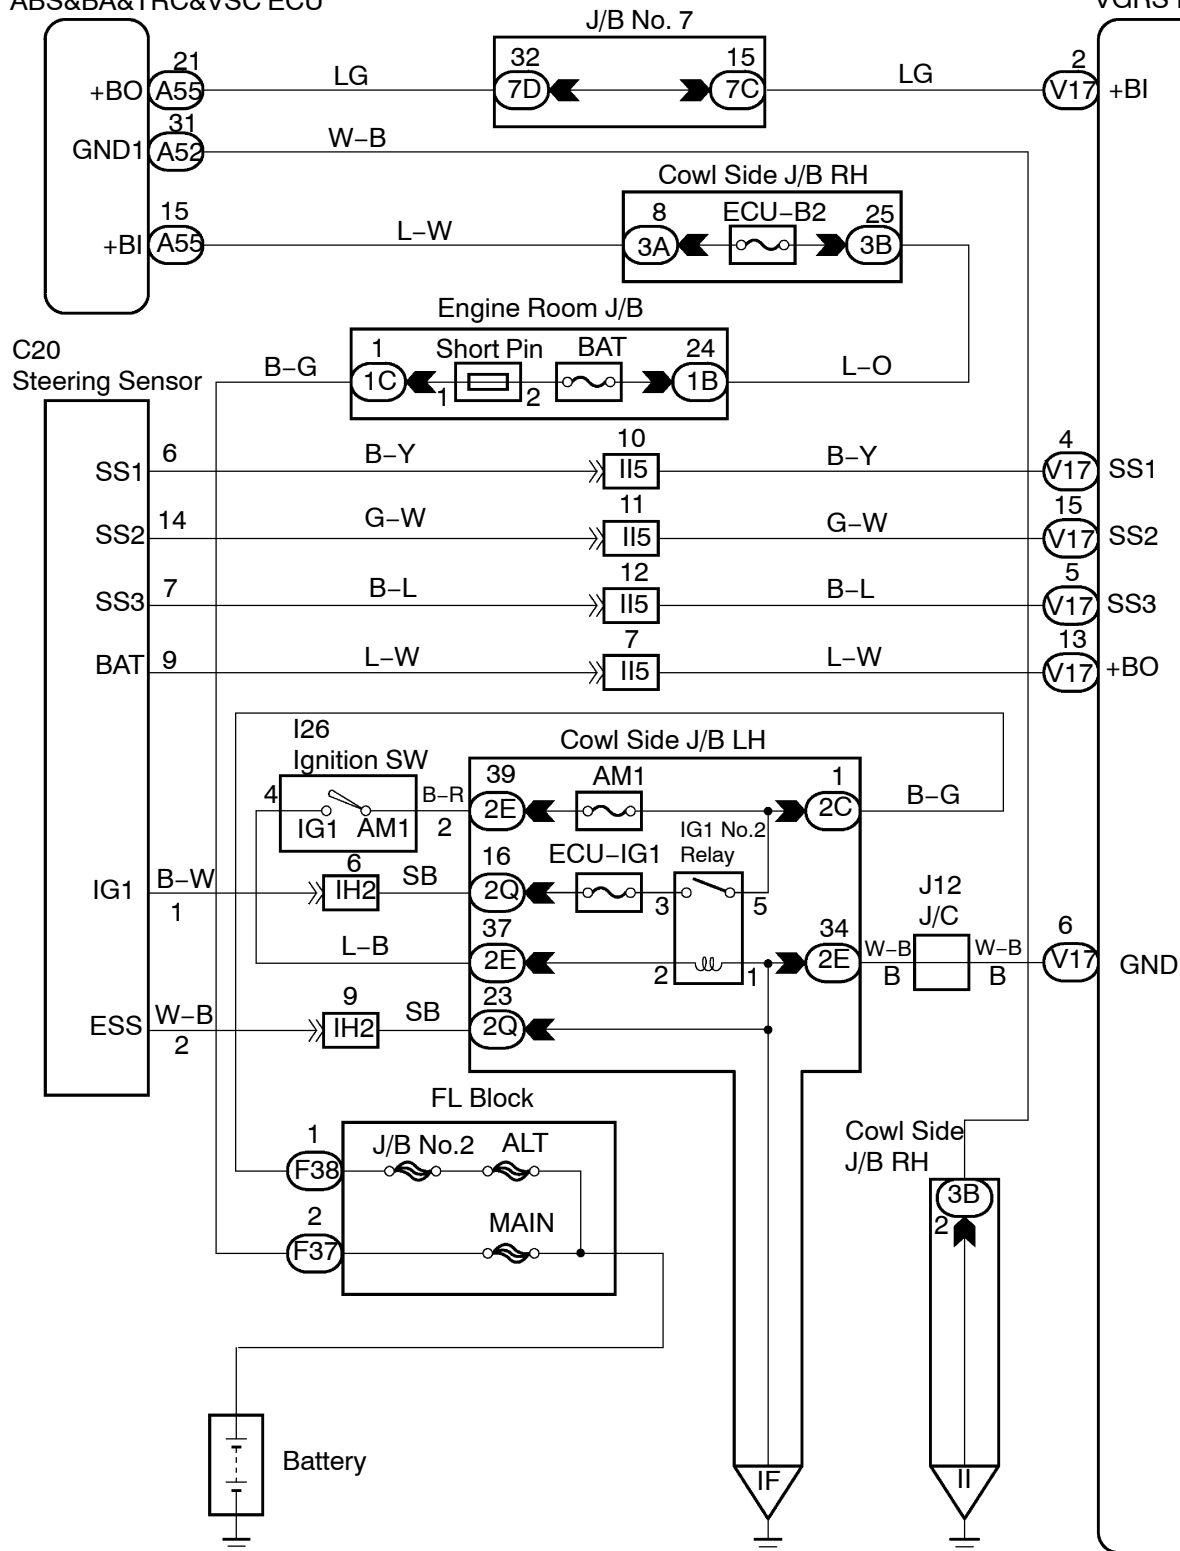 ABS&BA&TRC&VSC ECU
VGRS
J/B No. 7
21
32
15
2
+BO
A55
LG
7D
7C
LG
V17
+BI
31
GND1
A52
W–B
Cowl Side J/B RH
15
8
ECU–B2
25
+BI
A55
L–W
3A
3B
Engine Room J/B
C20
Steering Sensor
B–G
1
Short Pin
BAT
24
1C
1
2
1B
L–O
SS1
6
B–Y
10
II5
B–Y
4
V17
SS1
SS2
14
G–W
11
II5
G–W
15
V17
SS2
SS3
7
B–L
12
II5
B–L
5
V17
SS3
BAT
9
L–W
7
II5
L–W
13
V17
+BO
I26
Ignition SW
Cowl Side J/B LH
4
IG1
AM1
B–R
2
39
2E
AM1
1
2C
B–G
IG1 No.2
Relay
16
ECU–IG1
IG1
B–W
1
6
IH2
SB
2Q
3
5
J12
J/C
L–B
37
2E
2
1
34
2E
W–B
B
W–B
B
6
V17
GND
ESS
W–B
2
9
IH2
SB
23
2Q
FL Block
1
F38
J/B No.2
ALT
2
F37
MAIN
Cowl Side
J/B RH
3B
2
Battery
IF
II